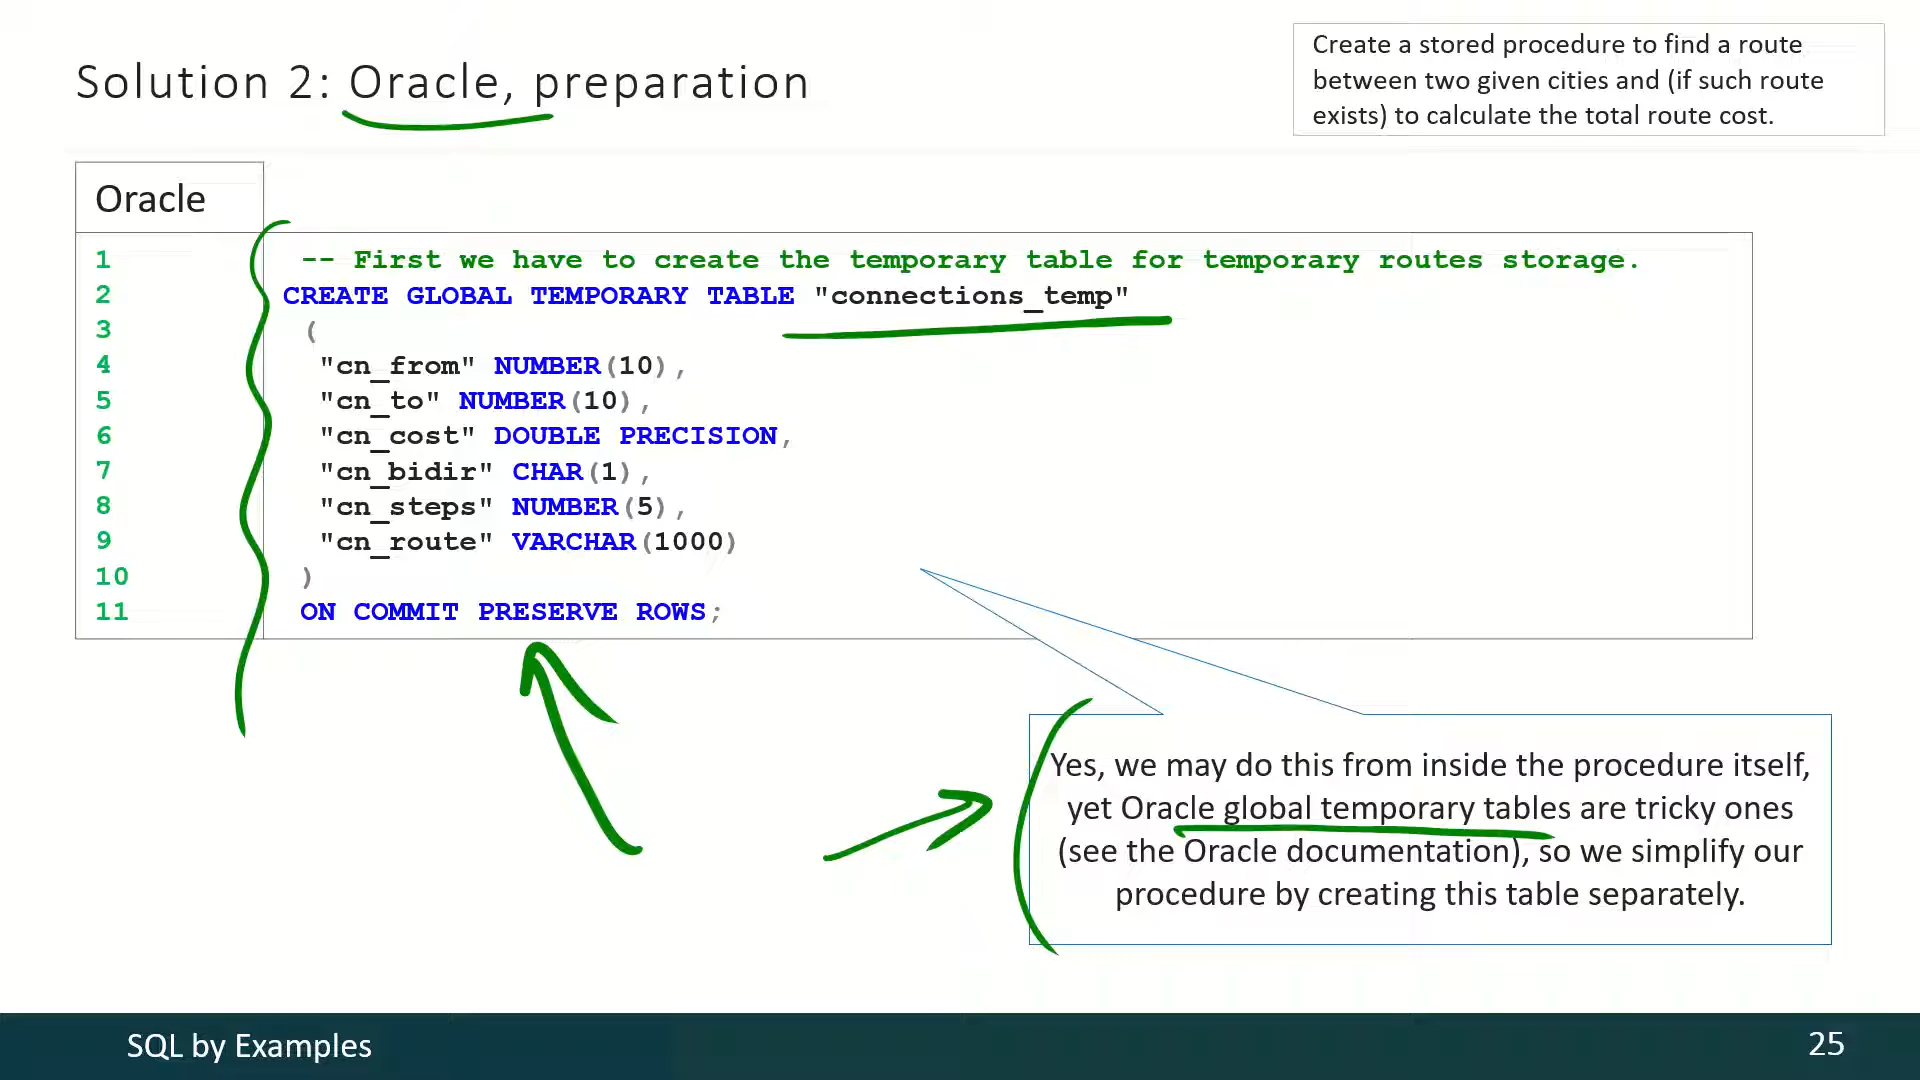 Solution 2: Oracle, preparation
Create a stored procedure to find a route
between two given cities and (if such route
exists) to calculate the total route cost.
Oracle
1 -- First we have to create the temporary table for temporary routes storage.
2 CREATE GLOBAL TEMPORARY TABLE "connections_temp"
3 (
4 "cn_from" NUMBER(10),
5 "cn_to" NUMBER(10),
6 "cn_cost" DOUBLE PRECISION,
7 "cn_bidir" CHAR(1),
8 "cn_steps" NUMBER(5),
9 "cn_route" VARCHAR(1000)
10 )
11 ON COMMIT PRESERVE ROWS;
Yes, we may do this from inside the procedure itself,
yet Oracle global temporary tables are tricky ones
(see the Oracle documentation), so we simplify our
procedure by creating this table separately.
SQL by Examples
25